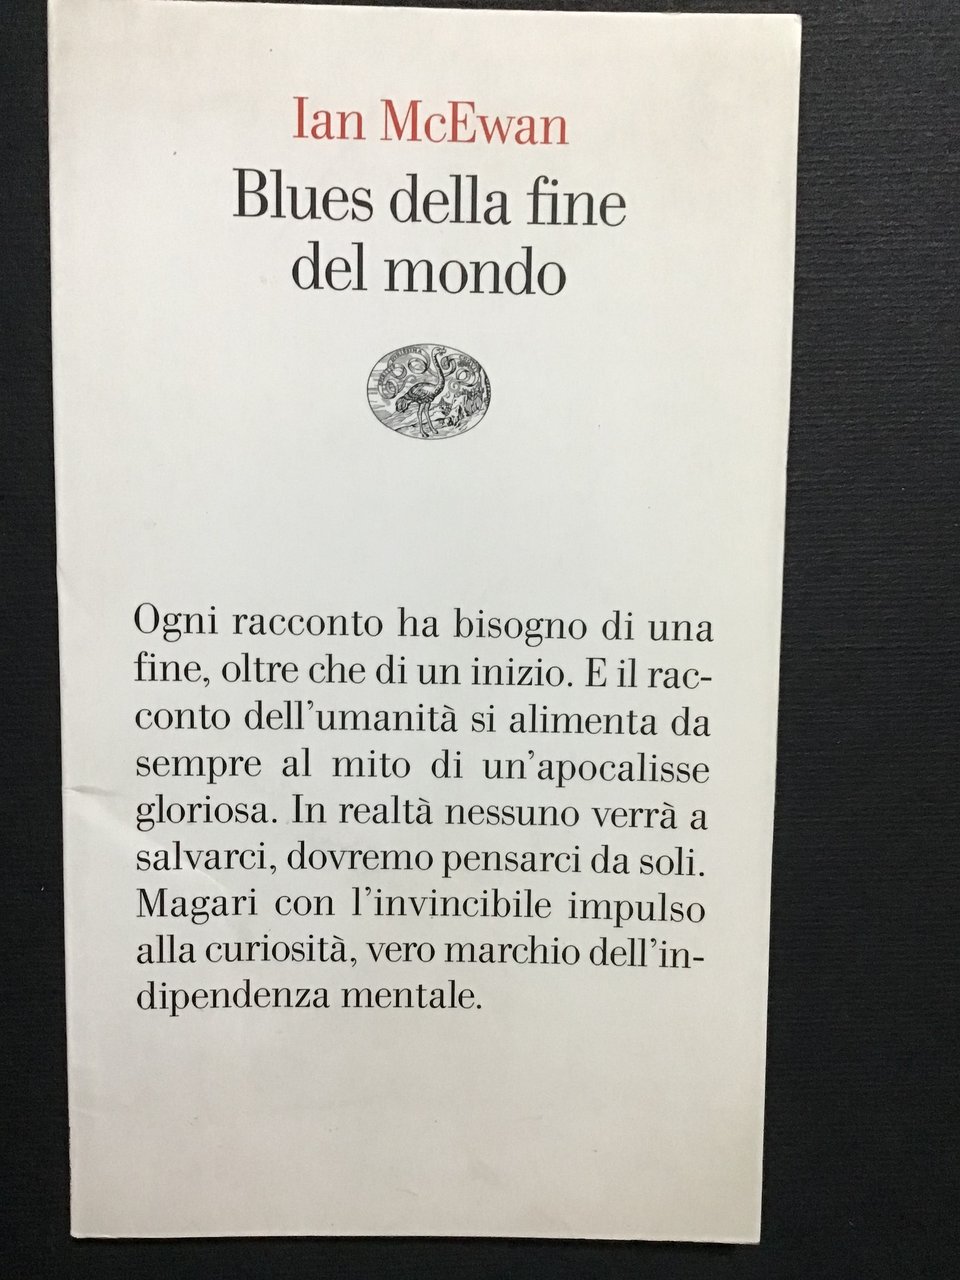 Ian McEwan
Blues della fine
del mondo
Ogni racconto ha bisogno di una
fine, oltre che di un inizio. E il rac-
conto dell'umanità si alimenta da
sempre al mito di un'apocalisse
gloriosa. In realtà nessuno verrà a
salvarci, dovremo pensarci da soli.
Magari con l'invincibile impulso
alla curiosità, vero marchio dell'in-
dipendenza mentale.